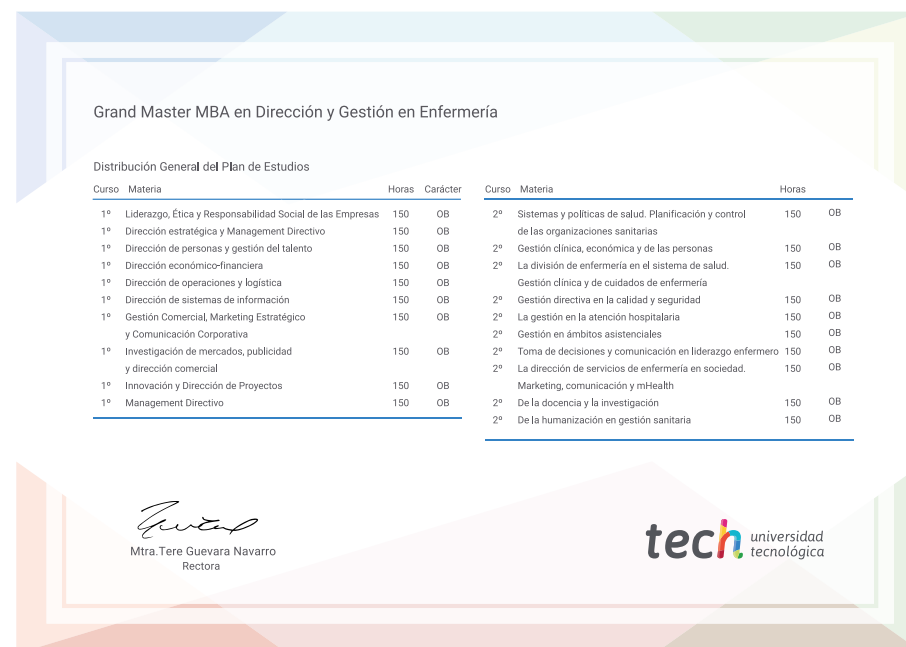 Grand Master MBA en Dirección y Gestión en Enfermería
Distribución General del Plan de Estudios
Curso Materia Horas Carácter
1º Liderazgo, Ética y Responsabilidad Social de las Empresas 150 OB
1º Dirección estratégica y Management Directivo 150 OB
1º Dirección de personas y gestión del talento 150 OB
1º Dirección económico-financiera 150 OB
1º Dirección de operaciones y logística 150 OB
1º Dirección de sistemas de información 150 OB
1º Gestión Comercial, Marketing Estratégico 150 OB
y Comunicación Corporativa
1º Investigación de mercados, publicidad 150 OB
y dirección comercial
1º Innovación y Dirección de Proyectos 150 OB
1º Management Directivo 150 OB
Curso Materia Horas
2º Sistemas y políticas de salud. Planificación y control 150 OB
de las organizaciones sanitarias
2º Gestión clínica, económica y de las personas 150 OB
2º La división de enfermería en el sistema de salud. 150 OB
Gestión clínica y de cuidados de enfermería
2º Gestión directiva en la calidad y seguridad 150 OB
2º La gestión en la atención hospitalaria 150 OB
2º Gestión en ámbitos asistenciales 150 OB
2º Toma de decisiones y comunicación en liderazgo enfermero 150 OB
2º La dirección de servicios de enfermería en sociedad. 150 OB
Marketing, comunicación y mHealth
2º De la docencia y la investigación 150 OB
2º De la humanización en gestión sanitaria 150 OB
Mtra.Tere Guevara Navarro
Rectora
tech universidad
tecnológica